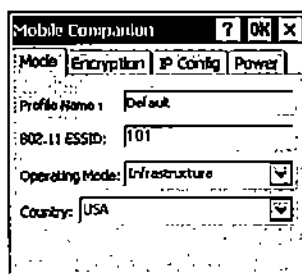 Mobile Companion ? OK X
Mode Encryption IP Config Power
Profile Name : Default
802.11 ESSID: 101
Operating Mode: Infrastructure
Country: USA